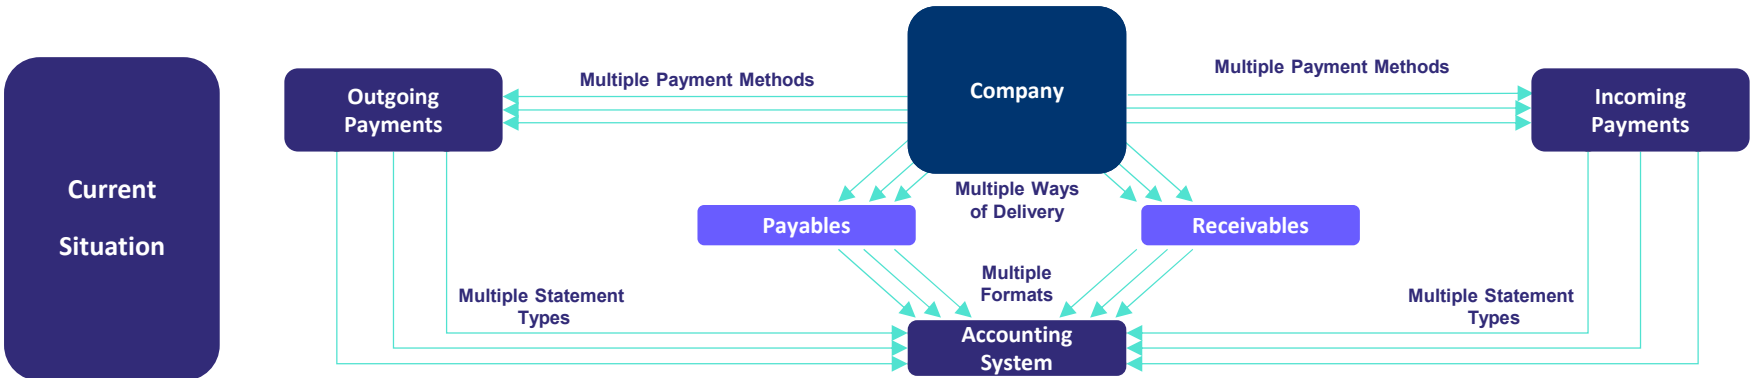 Current
Situation
Outgoing
Payments
Multiple Payment Methods
Company
Multiple Payment Methods
Incoming
Payments
Multiple Ways
of Delivery
Payables
Receivables
Multiple
Formats
Multiple Statement
Types
Multiple Statement
Types
Accounting
System